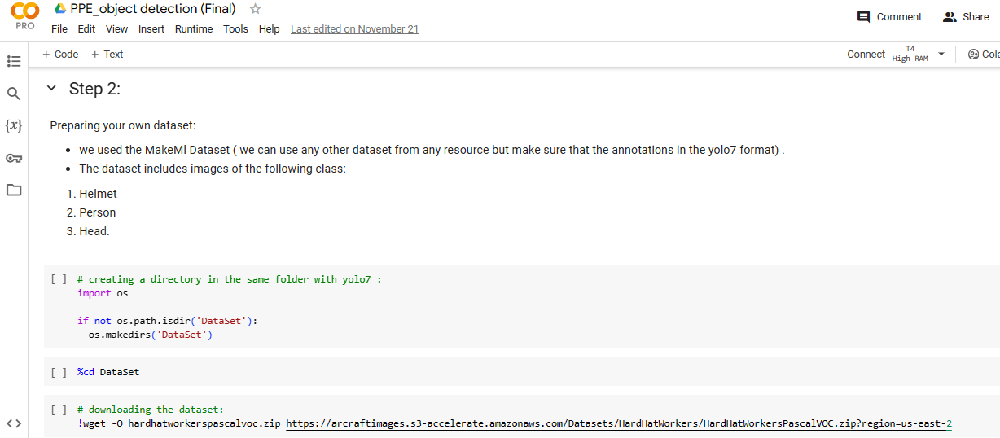 CO PRO
PPE_object detection (Final)
File Edit View Insert Runtime Tools Help Last edited on November 21
Comment Share
+ Code + Text
Connect T4 High-RAM
Cola
{x}
Step 2:
Preparing your own dataset:
• we used the MakeMl Dataset ( we can use any other dataset from any resource but make sure that the annotations in the yolo7 format) .
• The dataset includes images of the following class:
1. Helmet
2. Person
3. Head.
[ ] # creating a directory in the same folder with yolo7 :
import os
if not os.path.isdir('DataSet'):
  os.makedirs('DataSet')
[ ] %cd DataSet
[ ] # downloading the dataset:
!wget -O hardhatworkerspascalvoc.zip https://arcraftimages.s3-accelerate.amazonaws.com/Datasets/HardHatWorkers/HardHatWorkersPascalVOC.zip?region=us-east-2
<>